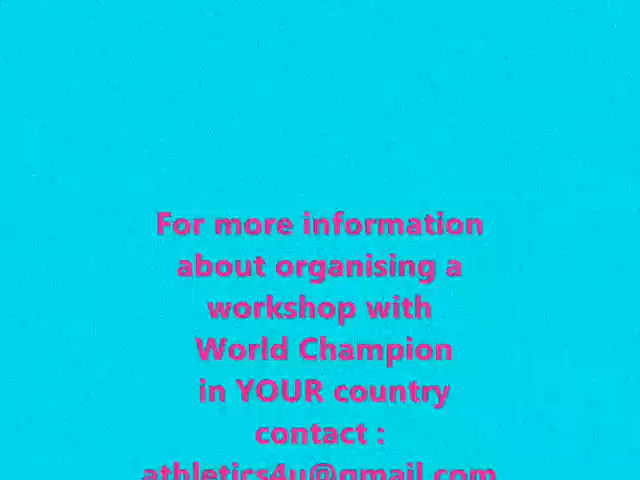 For more information
about organising a
workshop with
World Champion
in YOUR country
contact :
athletics4u@gmail.com